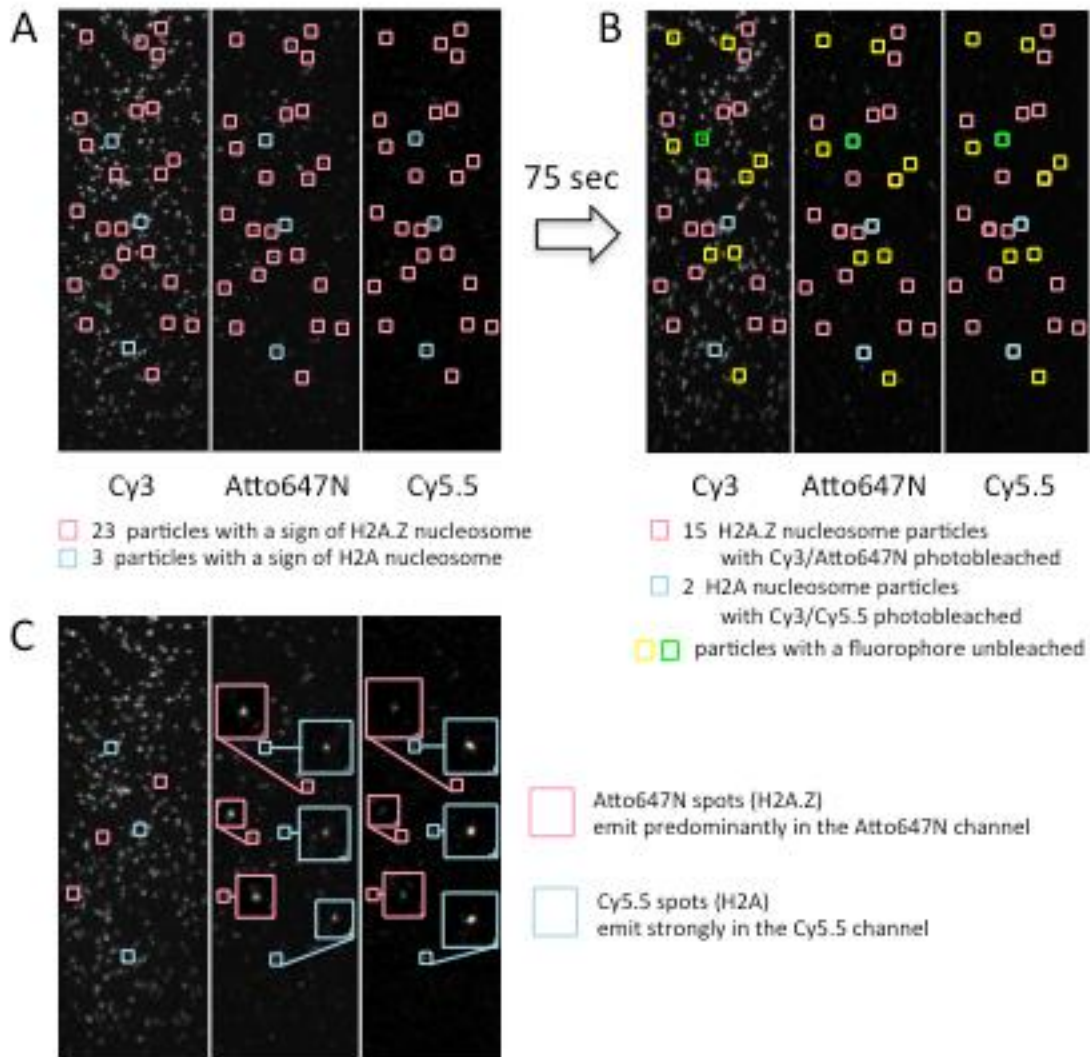 A
B
75 sec
Cy3
Atto647N
Cy5.5
23 particles with a sign of H2A.Z nucleosome
3 particles with a sign of H2A nucleosome
Cy3
Atto647N
Cy5.5
15 H2A.Z nucleosome particles
with Cy3/Atto647N photobleached
2 H2A nucleosome particles
with Cy3/Cy5.5 photobleached
particles with a fluorophore unbleached
C
Atto647N spots (H2A.Z)
emit predominantly in the Atto647N channel
Cy5.5 spots (H2A)
emit strongly in the Cy5.5 channel